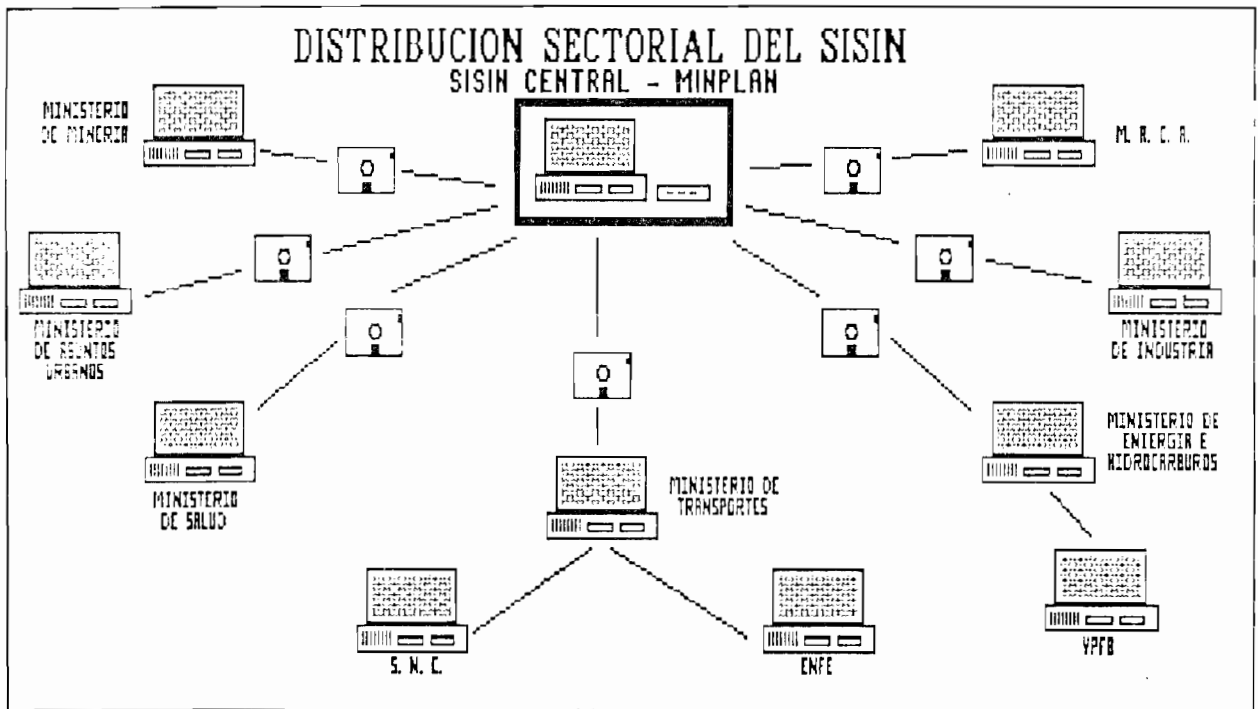 DISTRIBUCION SECTORIAL DEL SISIN
SISIN CENTRAL - MINPLAN
MINISTERIO
DE MINERIA
M. A. C. A.
MINISTERIO
DE ASUNTOS
URBANOS
MINISTERIO
DE INDUSTRIA
MINISTERIO
DE SALUD
MINISTERIO DE
TRANSPORTES
MINISTERIO DE
ENIERGIA E
HIDROCARBUROS
S. N. C.
ENFE
YPFB